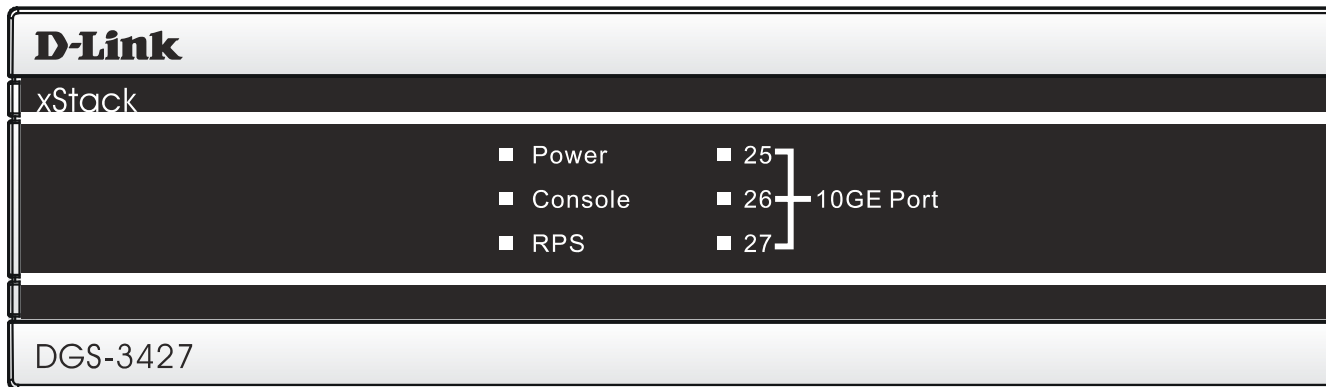 D-Link
xStack
Power 25
Console 26 10GE Port
RPS 27
DGS-3427